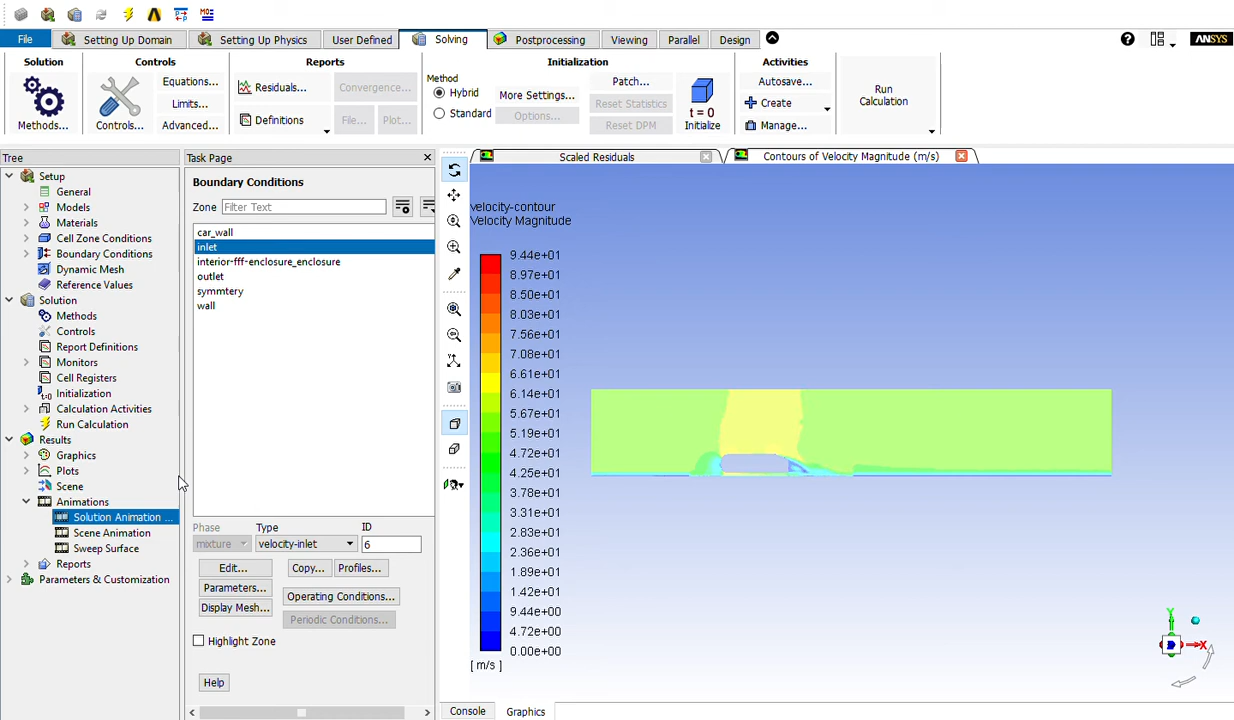 File
Setting Up Domain
Setting Up Physics
User Defined
Solving
Postprocessing
Viewing
Parallel
Design
ANSYS
Solution
Controls
Reports
Initialization
Activities
Methods...
Controls...
Equations...
Limits...
Advanced...
Residuals...
Convergence...
Definitions
File...
Plot...
Method
Hybrid
Standard
More Settings...
Options...
Patch...
Reset Statistics
Reset DPM
t = 0
Initialize
Autosave...
Create
Manage...
Run
Calculation
Tree
Task Page
Scaled Residuals
Contours of Velocity Magnitude (m/s)
Setup
General
Models
Materials
Cell Zone Conditions
Boundary Conditions
Dynamic Mesh
Reference Values
Solution
Methods
Controls
Report Definitions
Monitors
Cell Registers
Initialization
Calculation Activities
Run Calculation
Results
Graphics
Plots
Scene
Animations
Solution Animation ...
Scene Animation
Sweep Surface
Reports
Parameters & Customization
Boundary Conditions
Zone
Filter Text
car_wall
inlet
interior-fff-enclosure_enclosure
outlet
symmtery
wall
Phase
Type
ID
mixture
velocity-inlet
6
Edit...
Copy...
Profiles...
Parameters...
Operating Conditions...
Display Mesh...
Periodic Conditions...
Highlight Zone
Help
velocity-contour
Velocity Magnitude
9.44e+01
8.97e+01
8.50e+01
8.03e+01
7.56e+01
7.08e+01
6.61e+01
6.14e+01
5.67e+01
5.19e+01
4.72e+01
4.25e+01
3.78e+01
3.31e+01
2.83e+01
2.36e+01
1.89e+01
1.42e+01
9.44e+00
4.72e+00
0.00e+00
[ m/s ]
Y
X
Console
Graphics